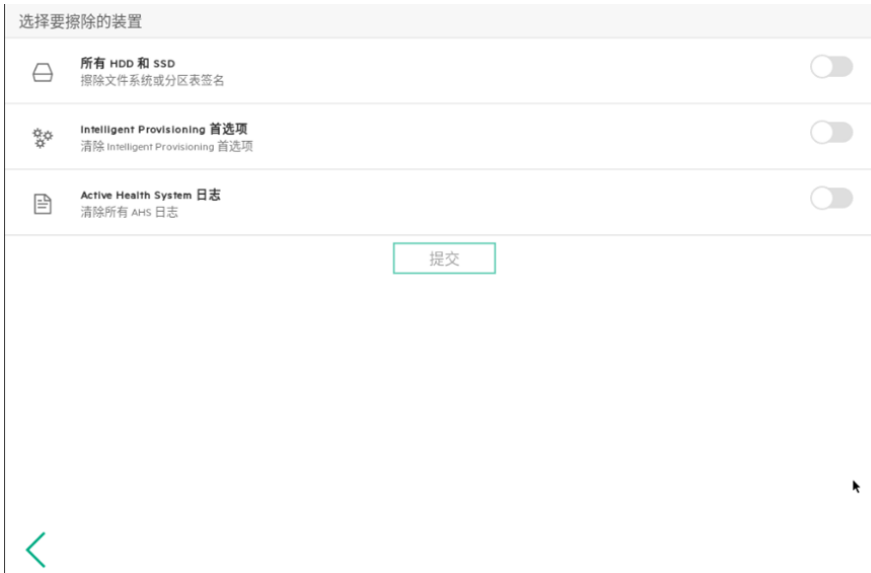 选择要擦除的装置
所有 HDD 和 SSD
擦除文件系统或分区表签名
Intelligent Provisioning 首选项
清除 Intelligent Provisioning 首选项
Active Health System 日志
清除所有 AHS 日志
提交